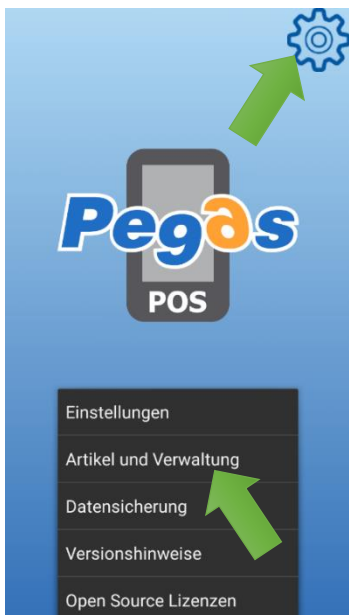 Pegas
POS
Einstellungen
Artikel und Verwaltung
Datensicherung
Versionshinweise
Open Source Lizenzen